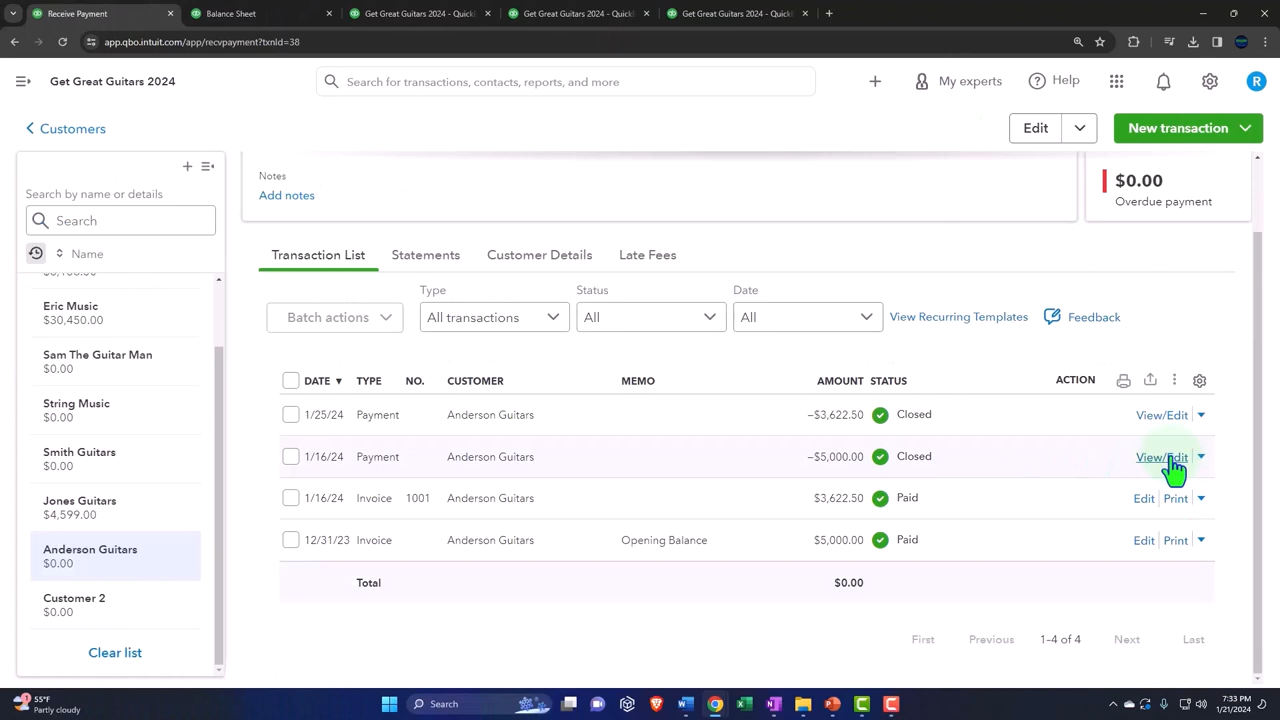 Receive Payment
Balance Sheet
Get Great Guitars 2024 - Quick
Get Great Guitars 2024 - Quick
Get Great Guitars 2024 - Quick
app.qbo.intuit.com/app/recvpayment?txnId=38
Get Great Guitars 2024
Search for transactions, contacts, reports, and more
My experts
Help
R
Customers
Edit
New transaction
Search by name or details
Search
Name
Eric Music
$30,450.00
Sam The Guitar Man
$0.00
String Music
$0.00
Smith Guitars
$0.00
Jones Guitars
$4,599.00
Anderson Guitars
$0.00
Customer 2
$0.00
Clear list
Notes
Add notes
$0.00
Overdue payment
Transaction List Statements Customer Details Late Fees
Type Status Date
Batch actions All transactions All All View Recurring Templates Feedback
DATE ▼ TYPE NO. CUSTOMER MEMO AMOUNT STATUS ACTION
1/25/24 Payment Anderson Guitars −$3,622.50 Closed View/Edit
1/16/24 Payment Anderson Guitars −$5,000.00 Closed View/Edit
1/16/24 Invoice 1001 Anderson Guitars $3,622.50 Paid Edit Print
12/31/23 Invoice Anderson Guitars Opening Balance $5,000.00 Paid Edit Print
Total $0.00
First Previous 1–4 of 4 Next Last
1
55°F
Partly cloudy
Search
7:33 PM
1/21/2024